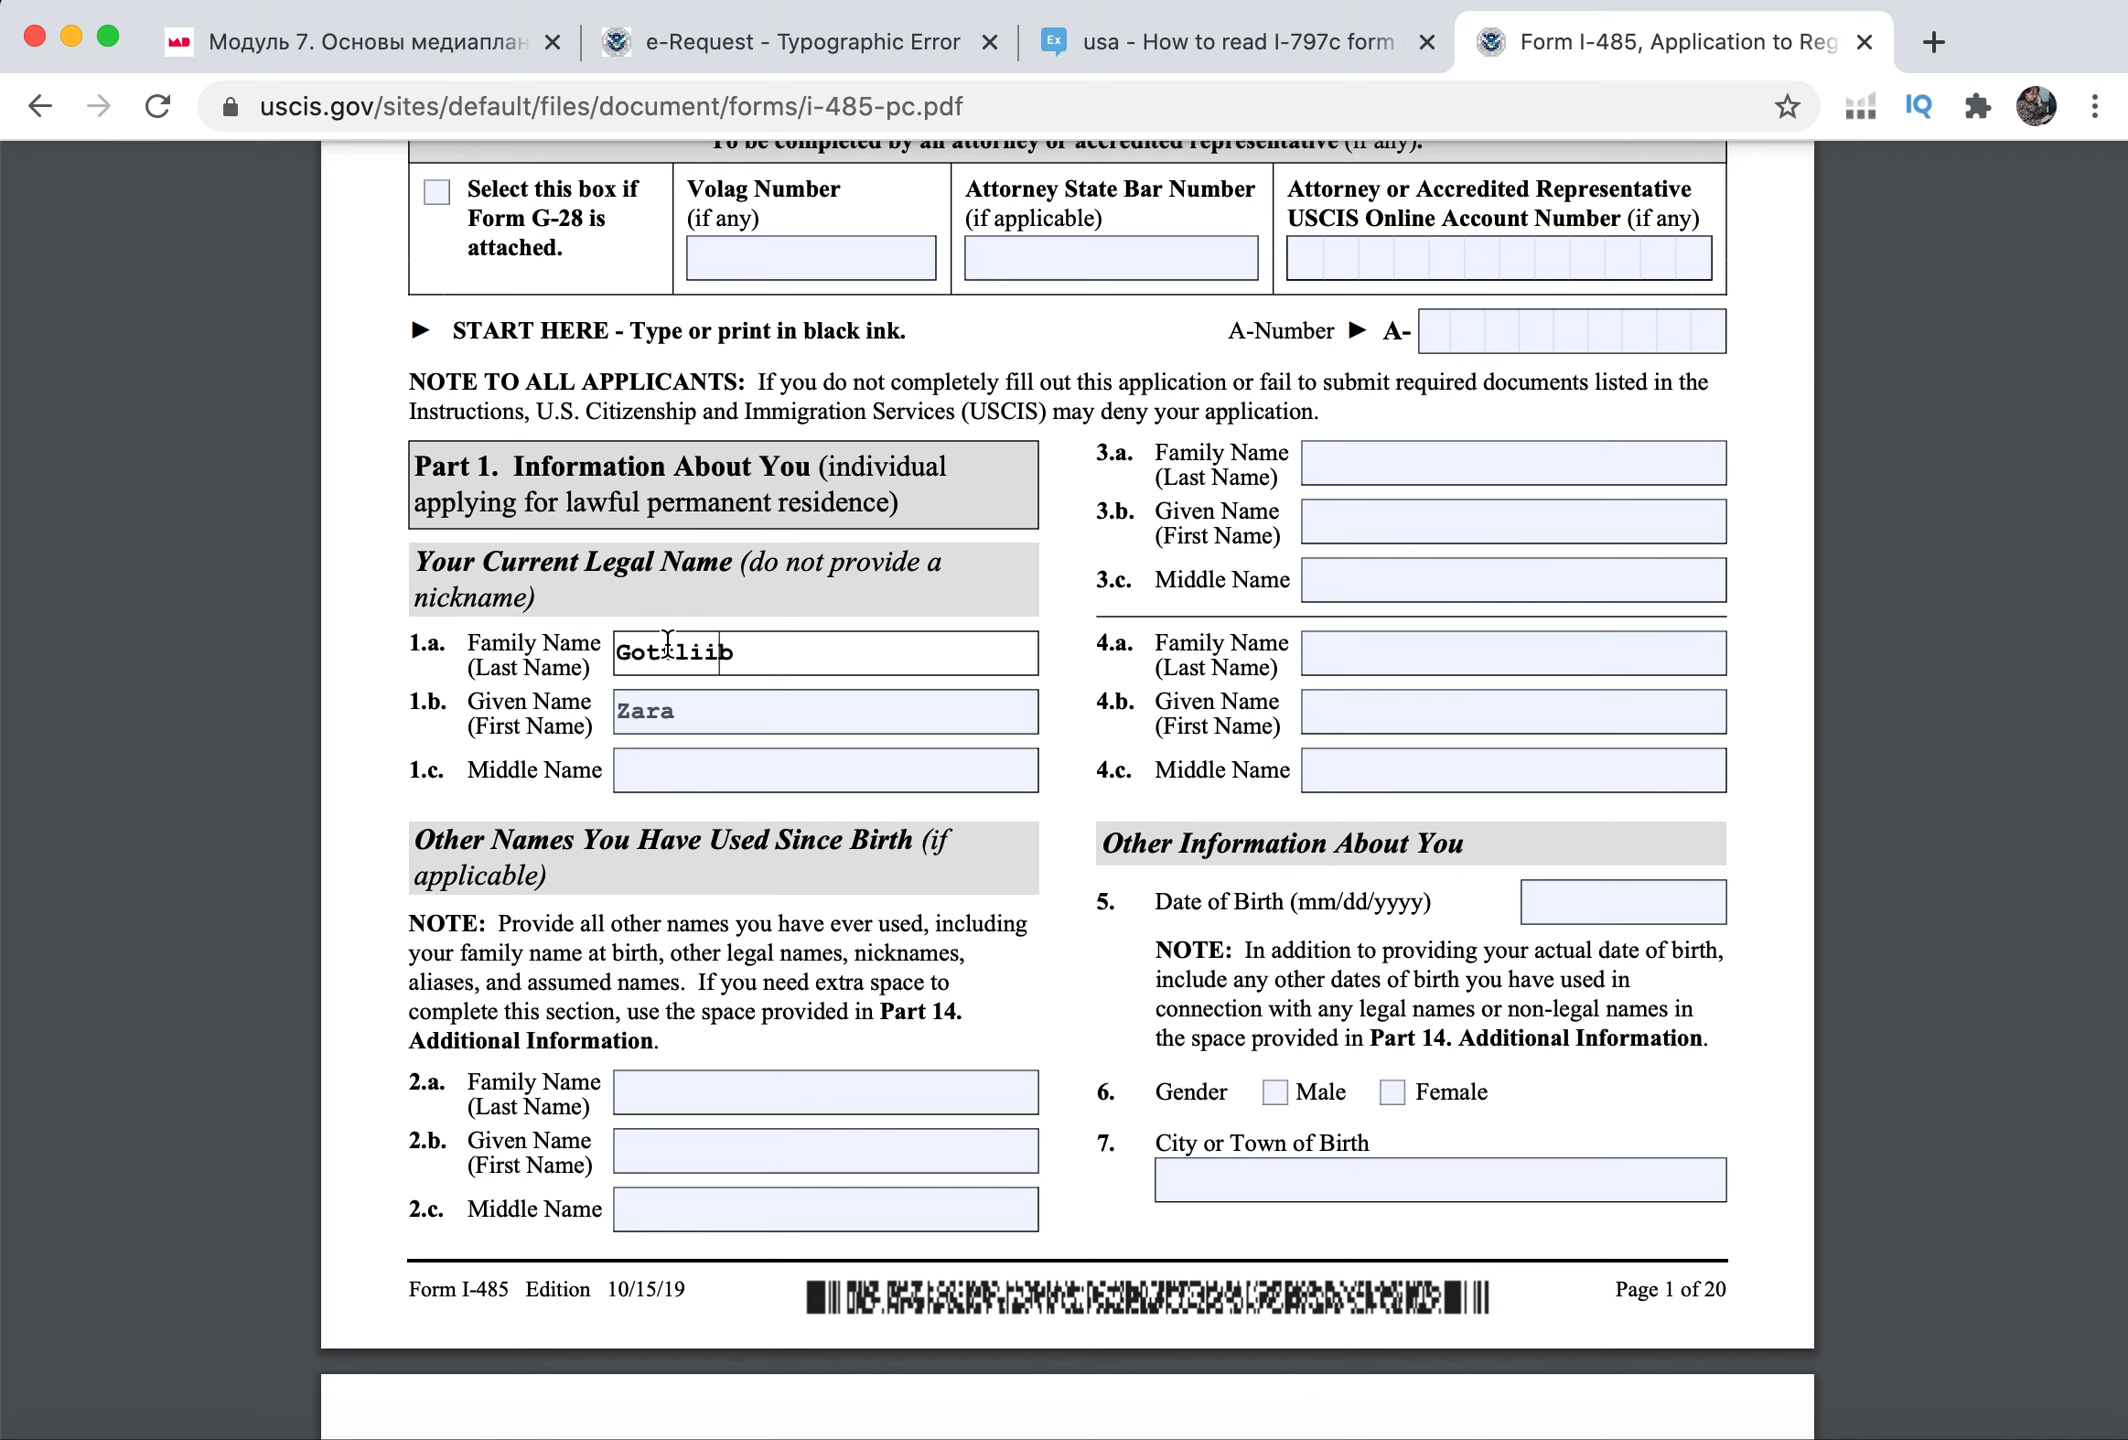 Модуль 7. Основы медиаплан
e-Request - Typographic Error
Ex
usa - How to read I-797c form
Form I-485, Application to Reg
uscis.gov/sites/default/files/document/forms/i-485-pc.pdf
IQ
To be completed by an attorney or accredited representative (if any).
Select this box if
Form G-28 is
attached.
Volag Number
(if any)
Attorney State Bar Number
(if applicable)
Attorney or Accredited Representative
USCIS Online Account Number (if any)
► START HERE - Type or print in black ink.
A-Number ► A-
NOTE TO ALL APPLICANTS: If you do not completely fill out this application or fail to submit required documents listed in the
Instructions, U.S. Citizenship and Immigration Services (USCIS) may deny your application.
Part 1. Information About You (individual
applying for lawful permanent residence)
Your Current Legal Name (do not provide a
nickname)
1.a. Family Name
(Last Name)
Gottliib
1.b. Given Name
(First Name)
Zara
1.c. Middle Name
Other Names You Have Used Since Birth (if
applicable)
NOTE: Provide all other names you have ever used, including
your family name at birth, other legal names, nicknames,
aliases, and assumed names. If you need extra space to
complete this section, use the space provided in Part 14.
Additional Information.
2.a. Family Name
(Last Name)
2.b. Given Name
(First Name)
2.c. Middle Name
3.a. Family Name
(Last Name)
3.b. Given Name
(First Name)
3.c. Middle Name
4.a. Family Name
(Last Name)
4.b. Given Name
(First Name)
4.c. Middle Name
Other Information About You
5. Date of Birth (mm/dd/yyyy)
NOTE: In addition to providing your actual date of birth,
include any other dates of birth you have used in
connection with any legal names or non-legal names in
the space provided in Part 14. Additional Information.
6. Gender Male Female
7. City or Town of Birth
Form I-485 Edition 10/15/19
Page 1 of 20